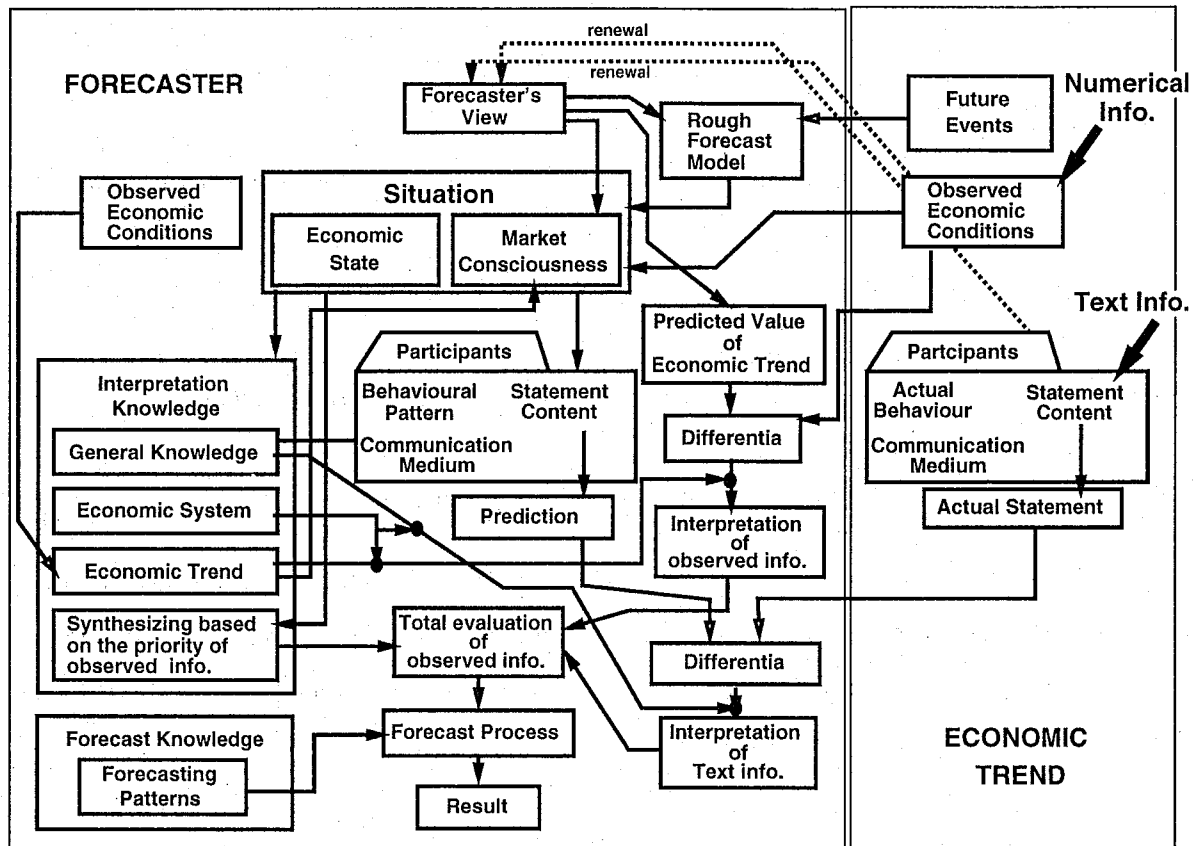 renewal
renewal
FORECASTER
Forecaster's
View
Rough
Forecast
Model
Future
Events
Numerical
Info.
Observed
Economic
Conditions
Situation
Economic
State
Market
Consciousness
Observed
Economic
Conditions
Text Info.
Predicted Value
of
Economic Trend
Participants
Behavioural
Pattern
Statement
Content
Communication
Medium
Partcipants
Actual
Behaviour
Statement
Content
Communication
Medium
Interpretation
Knowledge
General Knowledge
Economic System
Economic Trend
Synthesizing based
on the priority of
observed info.
Differentia
Prediction
Interpretation
of
observed info.
Actual Statement
Total evaluation
of
observed info.
Differentia
Forecast Knowledge
Forecasting
Patterns
Forecast Process
Result
Interpretation
of
Text info.
ECONOMIC
TREND